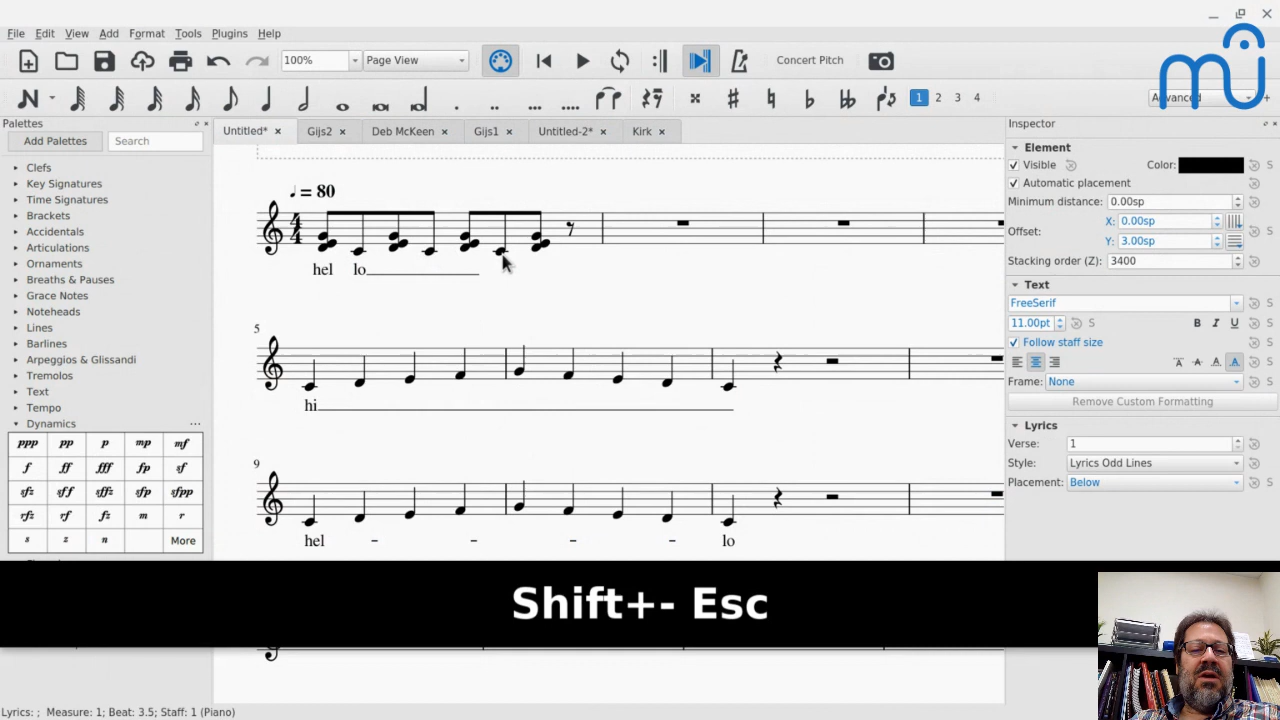 File Edit View Add Format Tools Plugins Help
100% Page View Concert Pitch
N 1 2 3 4 Advanced +
Palettes
Add Palettes Search
Clefs
Key Signatures
Time Signatures
Brackets
Accidentals
Articulations
Ornaments
Breaths & Pauses
Grace Notes
Noteheads
Lines
Barlines
Arpeggios & Glissandi
Tremolos
Text
Tempo
Dynamics ...
ppp pp p mp mf
f ff fff fp sf
sfz sff sffz sfp sfpp
rfz rf fz m r
s z n More
Untitled* Gijs2 Deb McKeen Gijs1 Untitled-2* Kirk
= 80
4
4
hel lo
5
hi
9
hel - - - - lo
Inspector
Element
Visible Color:
Automatic placement
Minimum distance: 0.00sp
X: 0.00sp
Offset:
Y: 3.00sp
Stacking order (Z): 3400
Text
FreeSerif S
11.00pt S B I U S
Follow staff size S
S
Frame: None S
Remove Custom Formatting
Lyrics
Verse: 1
Style: Lyrics Odd Lines
Placement: Below S
Shift+- Esc
Lyrics: ; Measure: 1; Beat: 3.5; Staff: 1 (Piano)